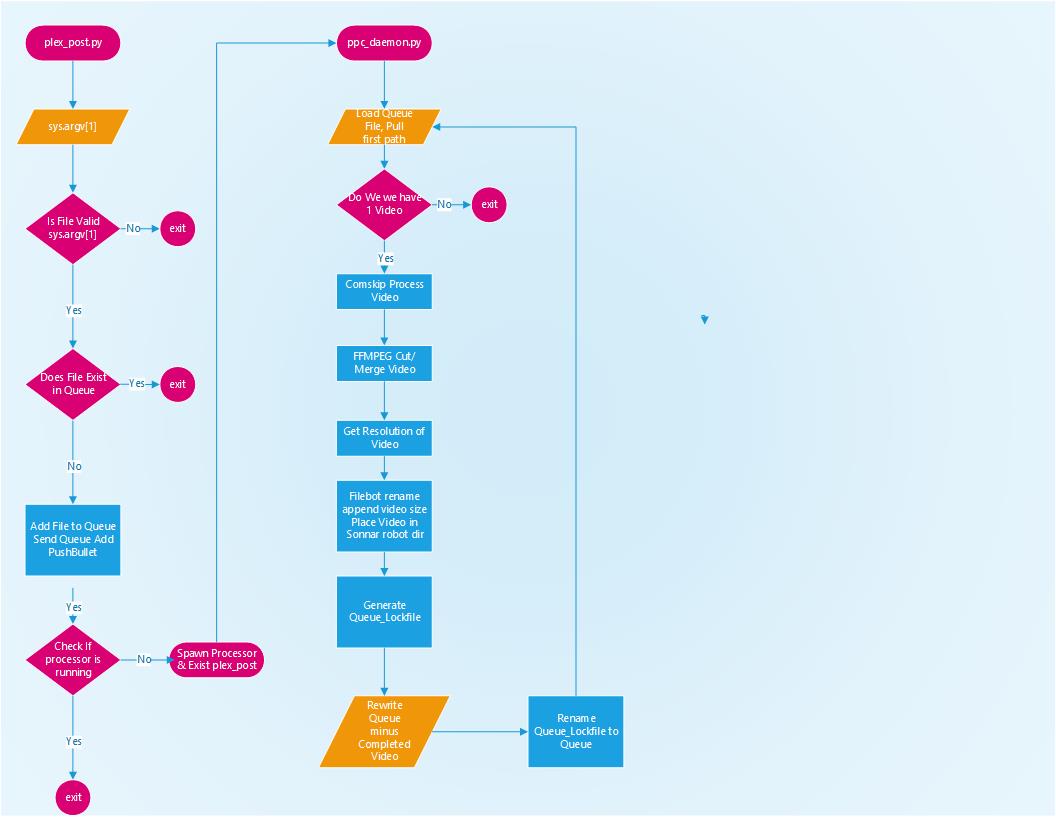 plex_post.py
sys.argv[1]
Is File Valid
sys.argv[1]
No
exit
Yes
Does File Exist
in Queue
Yes
exit
No
Add File to Queue
Send Queue Add
PushBullet
Yes
Check If
processor is
running
No
Spawn Processor
& Exist plex_post
Yes
exit
ppc_daemon.py
Load Queue
File, Pull
first path
Do We we have
1 Video
No
exit
Yes
Comskip Process
Video
FFMPEG Cut/
Merge Video
Get Resolution of
Video
Filebot rename
append video size
Place Video in
Sonnar robot dir
Generate
Queue_Lockfile
Rewrite
Queue
minus
Completed
Video
Rename
Queue_Lockfile to
Queue